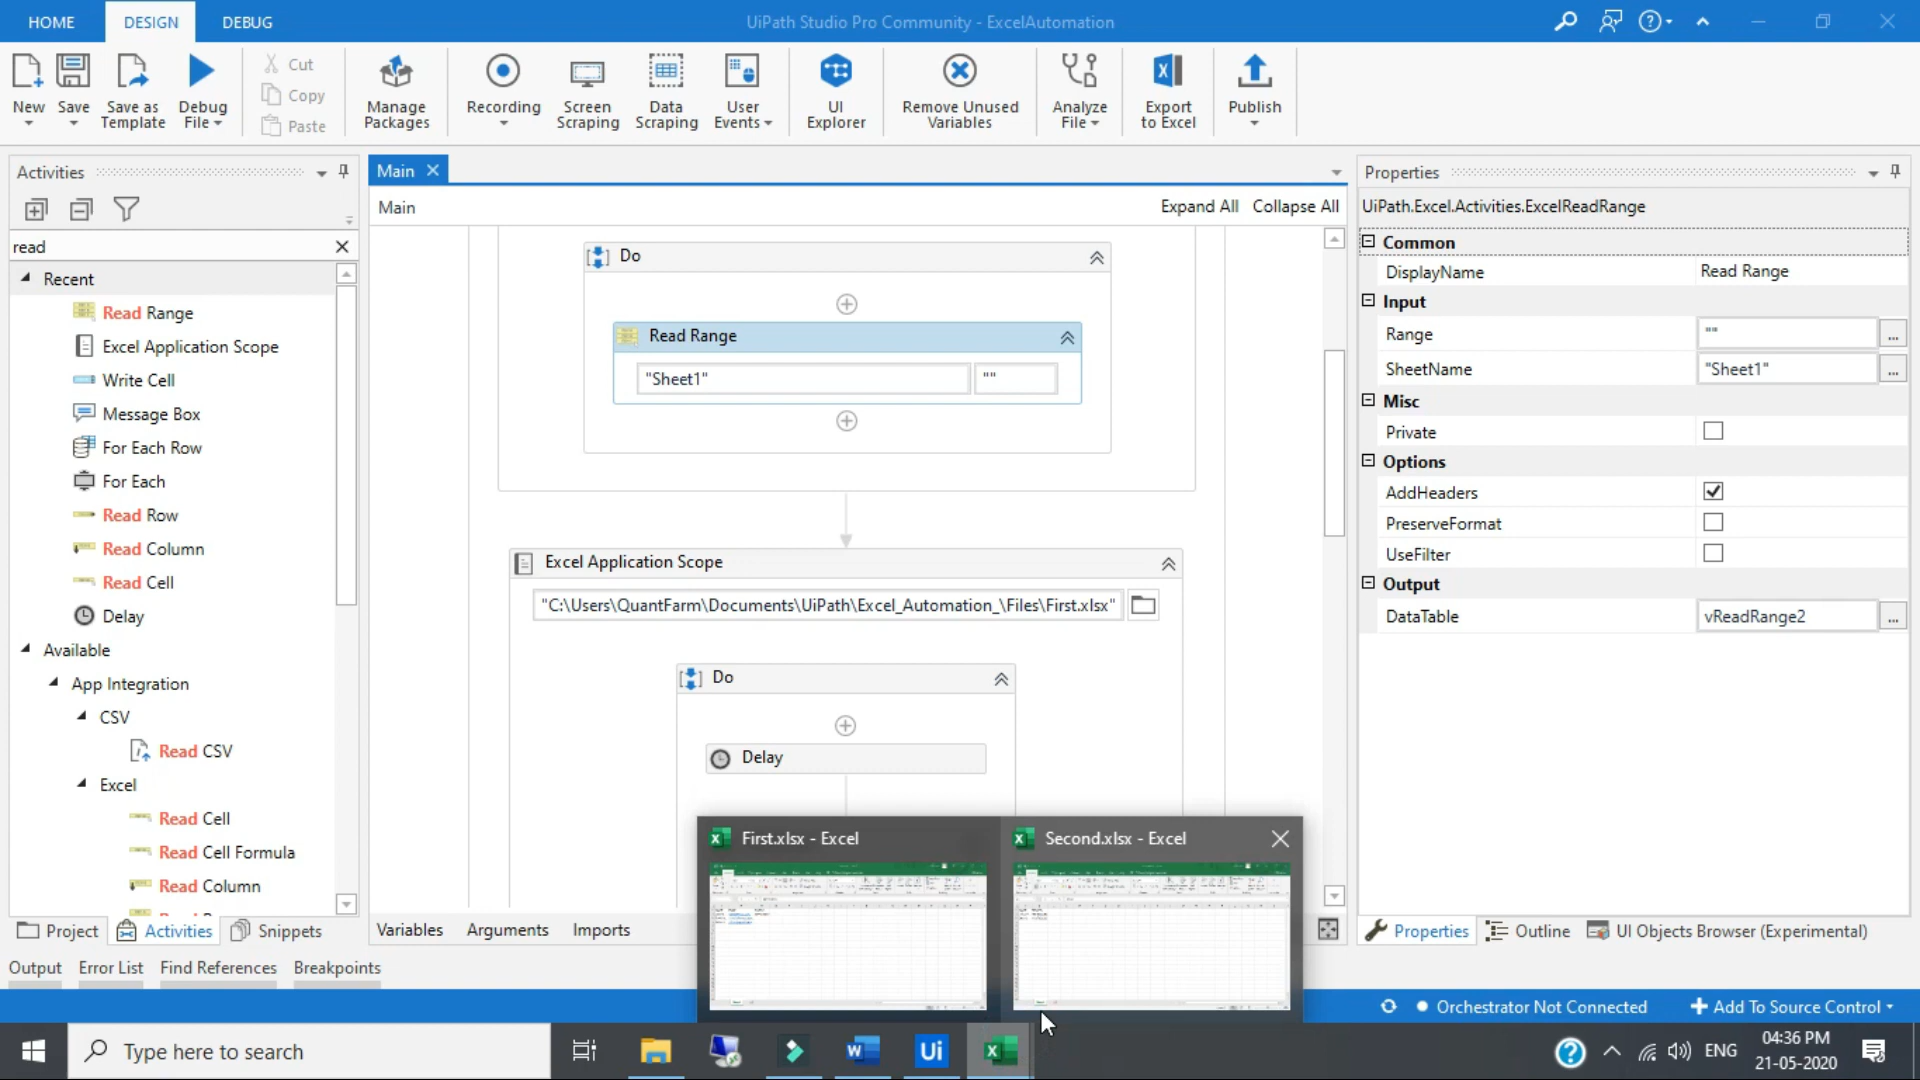 HOME DESIGN DEBUG
UiPath Studio Pro Community - ExcelAutomation
New
Save
Save as Template
Debug File
Cut
Copy
Paste
Manage Packages
Recording
Screen Scraping
Data Scraping
User Events
UI Explorer
Remove Unused Variables
Analyze File
Export to Excel
Publish
Activities
read
Recent
Read Range
Excel Application Scope
Write Cell
Message Box
For Each Row
For Each
Read Row
Read Column
Read Cell
Delay
Available
App Integration
CSV
Read CSV
Excel
Read Cell
Read Cell Formula
Read Column
Project Activities Snippets
Main
Main Expand All Collapse All
Do
Read Range
"Sheet1" ""
Excel Application Scope
"C:\Users\QuantFarm\Documents\UiPath\Excel_Automation_\Files\First.xlsx"
Do
Delay
Variables Arguments Imports
First.xlsx - Excel
Second.xlsx - Excel
Properties
UiPath.Excel.Activities.ExcelReadRange
Common
DisplayName Read Range
Input
Range "" ...
SheetName "Sheet1" ...
Misc
Private
Options
AddHeaders
PreserveFormat
UseFilter
Output
DataTable vReadRange2 ...
Properties Outline UI Objects Browser (Experimental)
Output Error List Find References Breakpoints
Orchestrator Not Connected Add To Source Control
Type here to search
Ui
ENG
04:36 PM
21-05-2020